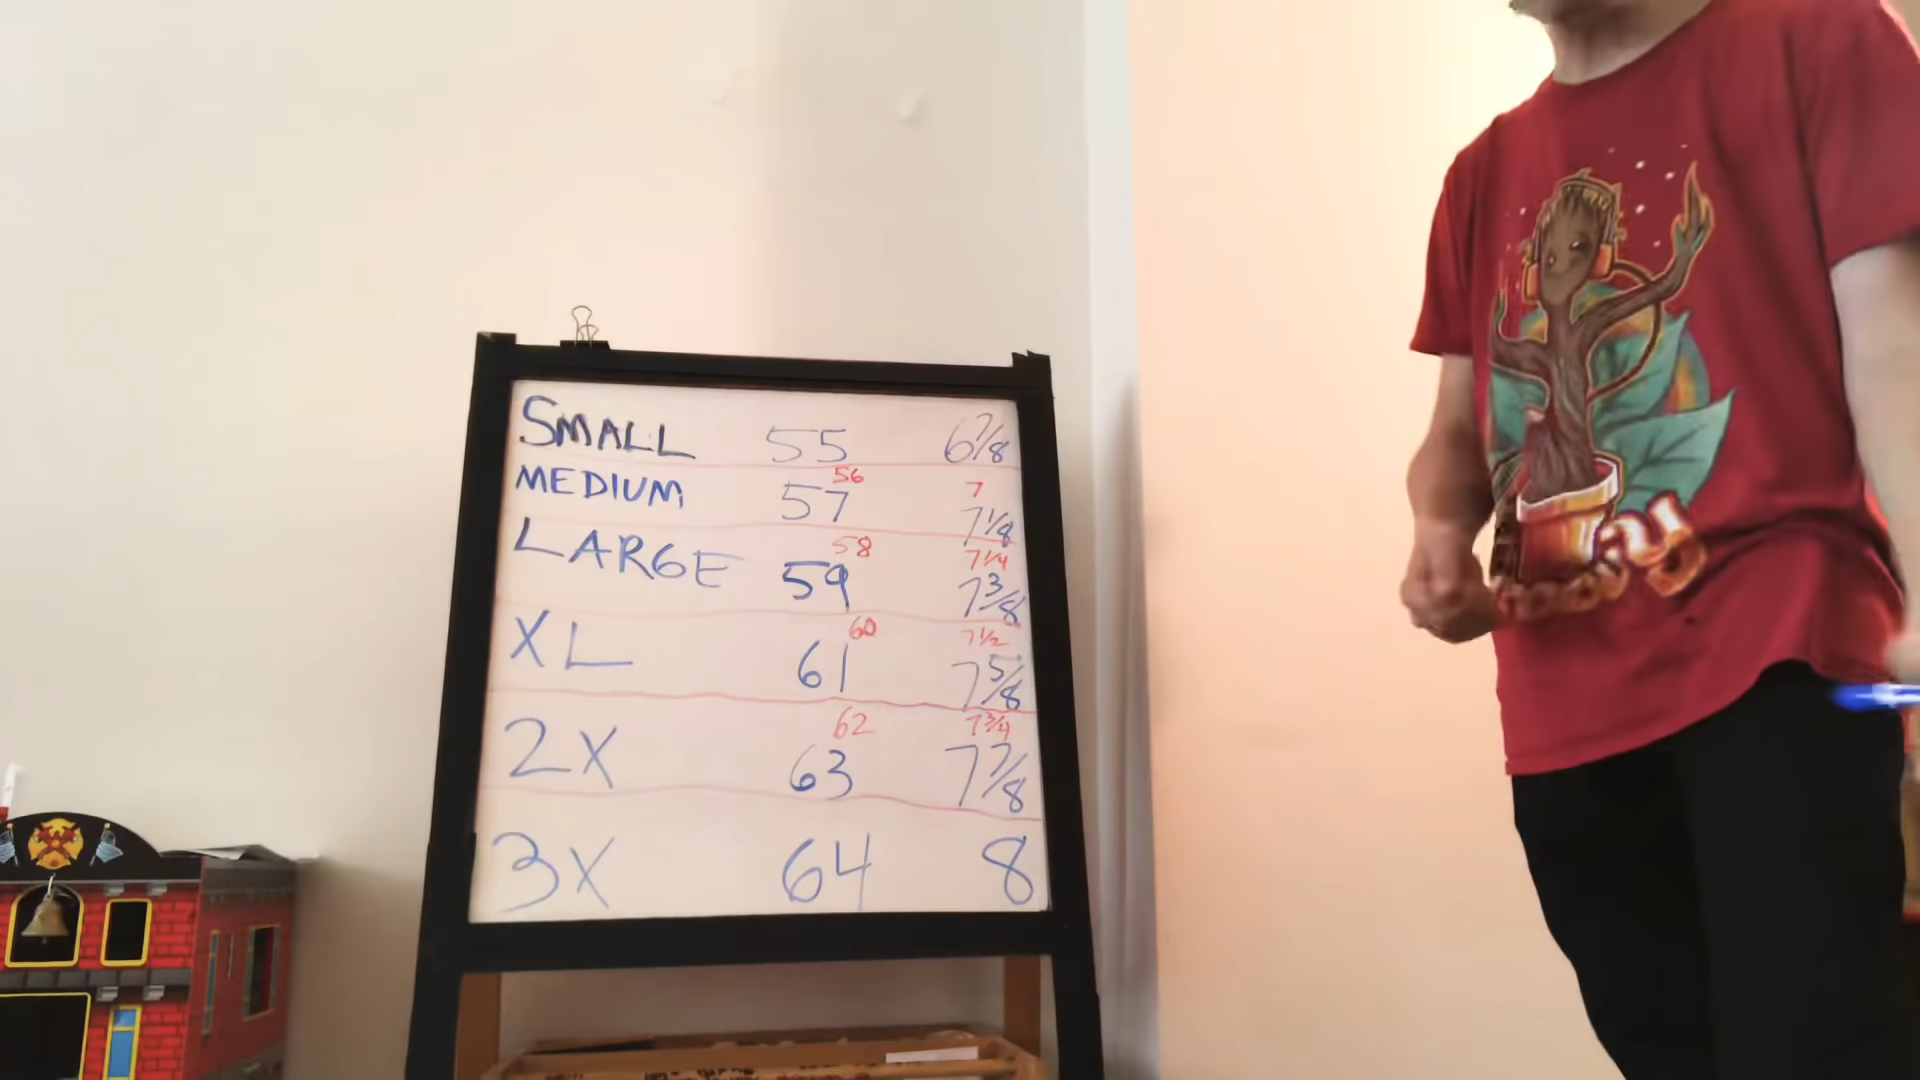 SMALL 55 6 7/8
56 7
MEDIUM 57 7 1/8
58 7 1/4
LARGE 59 7 3/8
60 7 1/2
XL 61 7 5/8
62 7 3/4
2X 63 7 7/8
3X 64 8